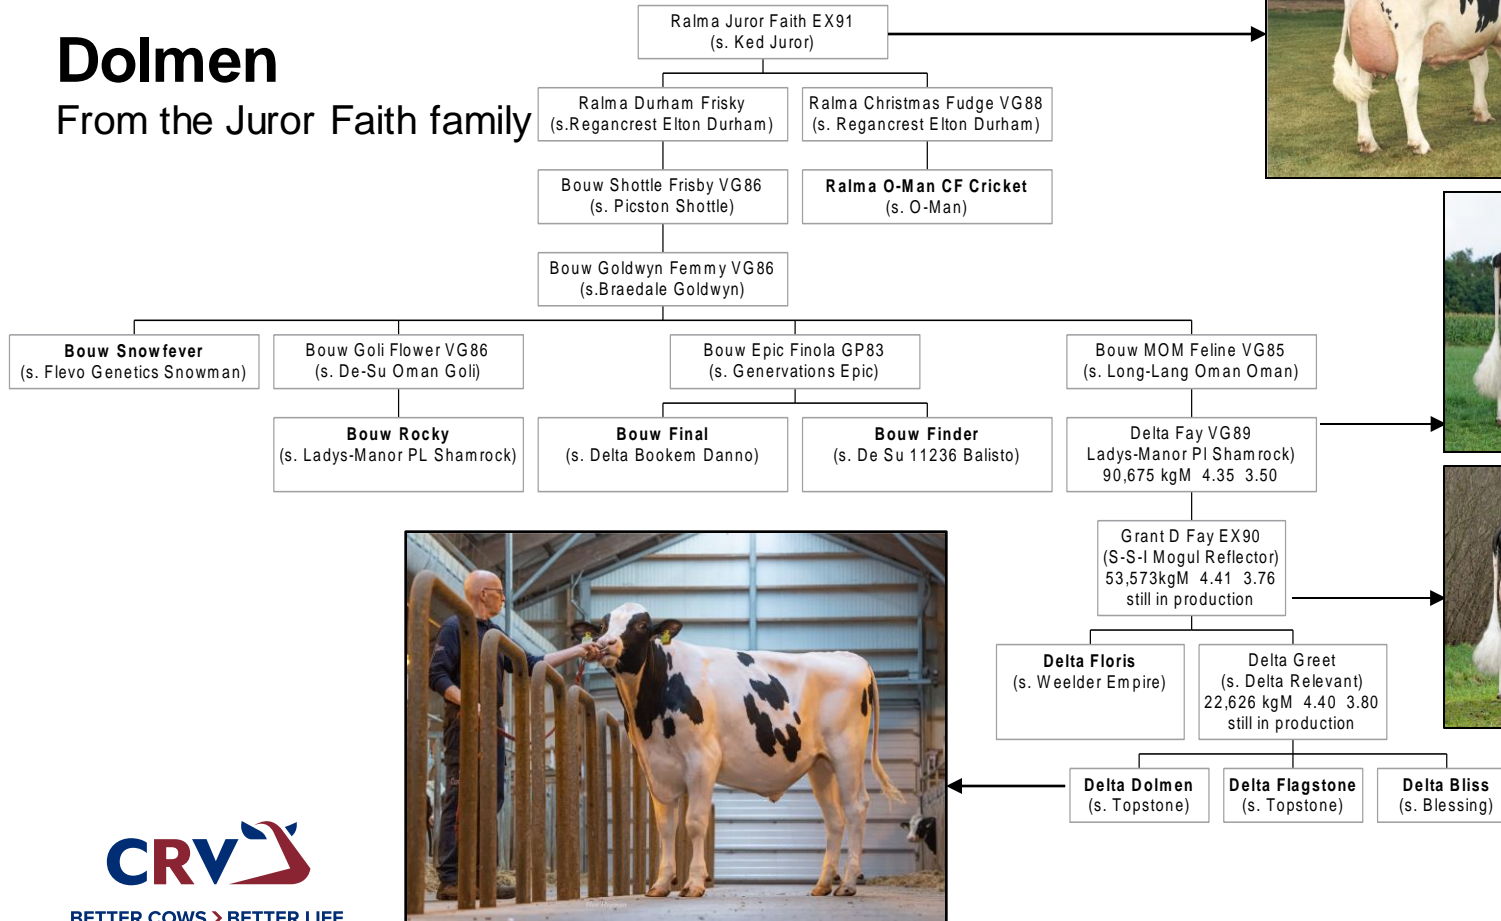 Dolmen
From the Juror Faith family
Ralma Juror Faith EX91
(s. Ked Juror)
Ralma Durham Frisky
(s.Regancrest Elton Durham)
Ralma Christmas Fudge VG88
(s. Regancrest Elton Durham)
Bouw Shottle Frisby VG86
(s. Picston Shottle)
Ralma O-Man CF Cricket
(s. O-Man)
Bouw Goldwyn Femmy VG86
(s.Braedale Goldwyn)
Bouw Snowfever
(s. Flevo Genetics Snowman)
Bouw Goli Flower VG86
(s. De-Su Oman Goli)
Bouw Epic Finola GP83
(s. Genervations Epic)
Bouw MOM Feline VG85
(s. Long-Lang Oman Oman)
Bouw Rocky
(s. Ladys-Manor PL Shamrock)
Bouw Final
(s. Delta Bookem Danno)
Bouw Finder
(s. De Su 11236 Balisto)
Delta Fay VG89
Ladys-Manor Pl Shamrock)
90,675 kgM 4.35 3.50
Grant D Fay EX90
(S-S-I Mogul Reflector)
53,573kgM 4.41 3.76
still in production
Delta Floris
(s. Weelder Empire)
Delta Greet
(s. Delta Relevant)
22,626 kgM 4.40 3.80
still in production
Delta Dolmen
(s. Topstone)
Delta Flagstone
(s. Topstone)
Delta Bliss
(s. Blessing)
CRV
BETTER COWS > BETTER LIFE